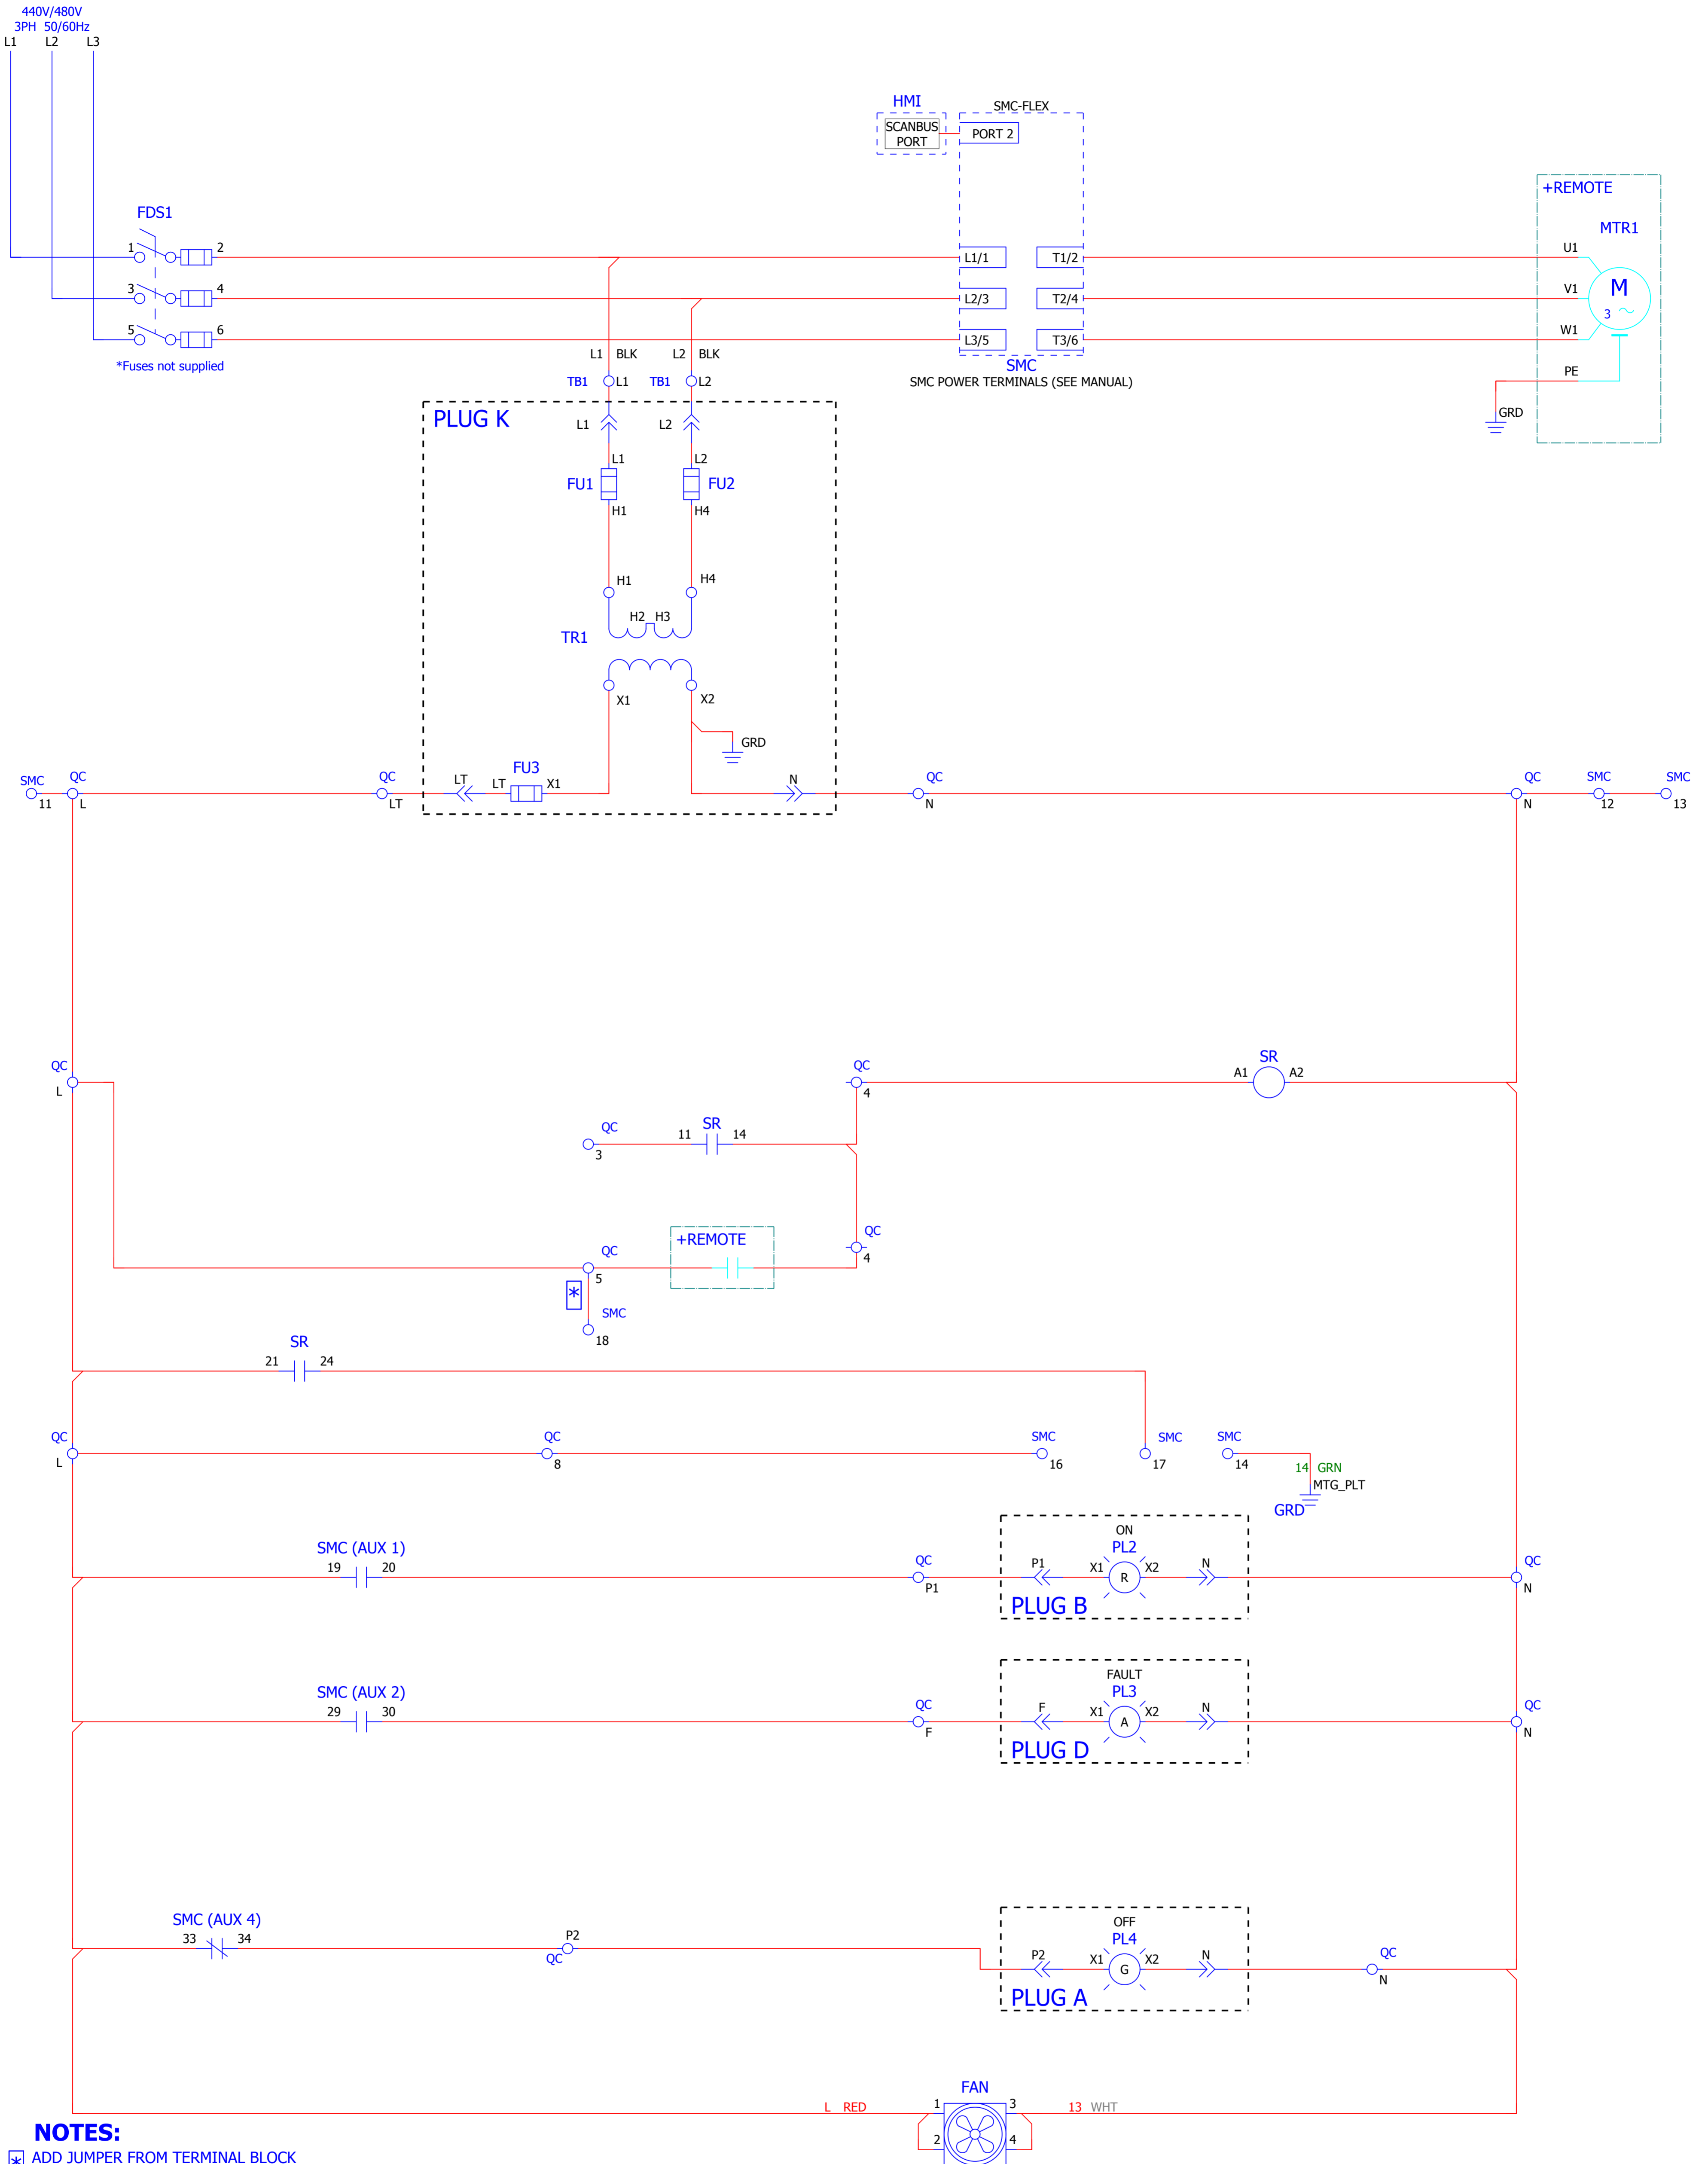 440V/480V
3PH 50/60Hz
L1 L2 L3
HMI
SMC-FLEX
SCANBUS
PORT
PORT 2
+REMOTE
MTR1
FDS1
1 2
L1/1 T1/2
U1
3 4
L2/3 T2/4
V1
M
3
5 6
L3/5 T3/6
W1
*Fuses not supplied
L1 BLK L2 BLK
SMC
SMC POWER TERMINALS (SEE MANUAL)
PE
GRD
TB1 L1 TB1 L2
PLUG K
L1 L2
L1 L2
FU1 FU2
H1 H4
H1 H4
H2 H3
TR1
X1 X2
GRD
SMC QC QC LT LT FU3 X1 N QC QC SMC SMC
11 L LT N N 12 13
QC QC SR
L 4 A1 A2
QC SR
3 11 14
+REMOTE QC
QC 4
5
*
SMC
18
SR
21 24
QC QC SMC SMC SMC
L 8 16 17 14
14 GRN
MTG_PLT
GRD
ON
SMC (AUX 1) PL2
19 20 QC P1 X1 X2 N QC
P1 R N
PLUG B
FAULT
SMC (AUX 2) PL3
29 30 QC F X1 X2 N QC
F A N
PLUG D
SMC (AUX 4) OFF
33 34 P2 PL4
QC P2 X1 X2 N QC
G N
PLUG A
FAN
L RED 1 3 13 WHT
2 4
NOTES:
* ADD JUMPER FROM TERMINAL BLOCK